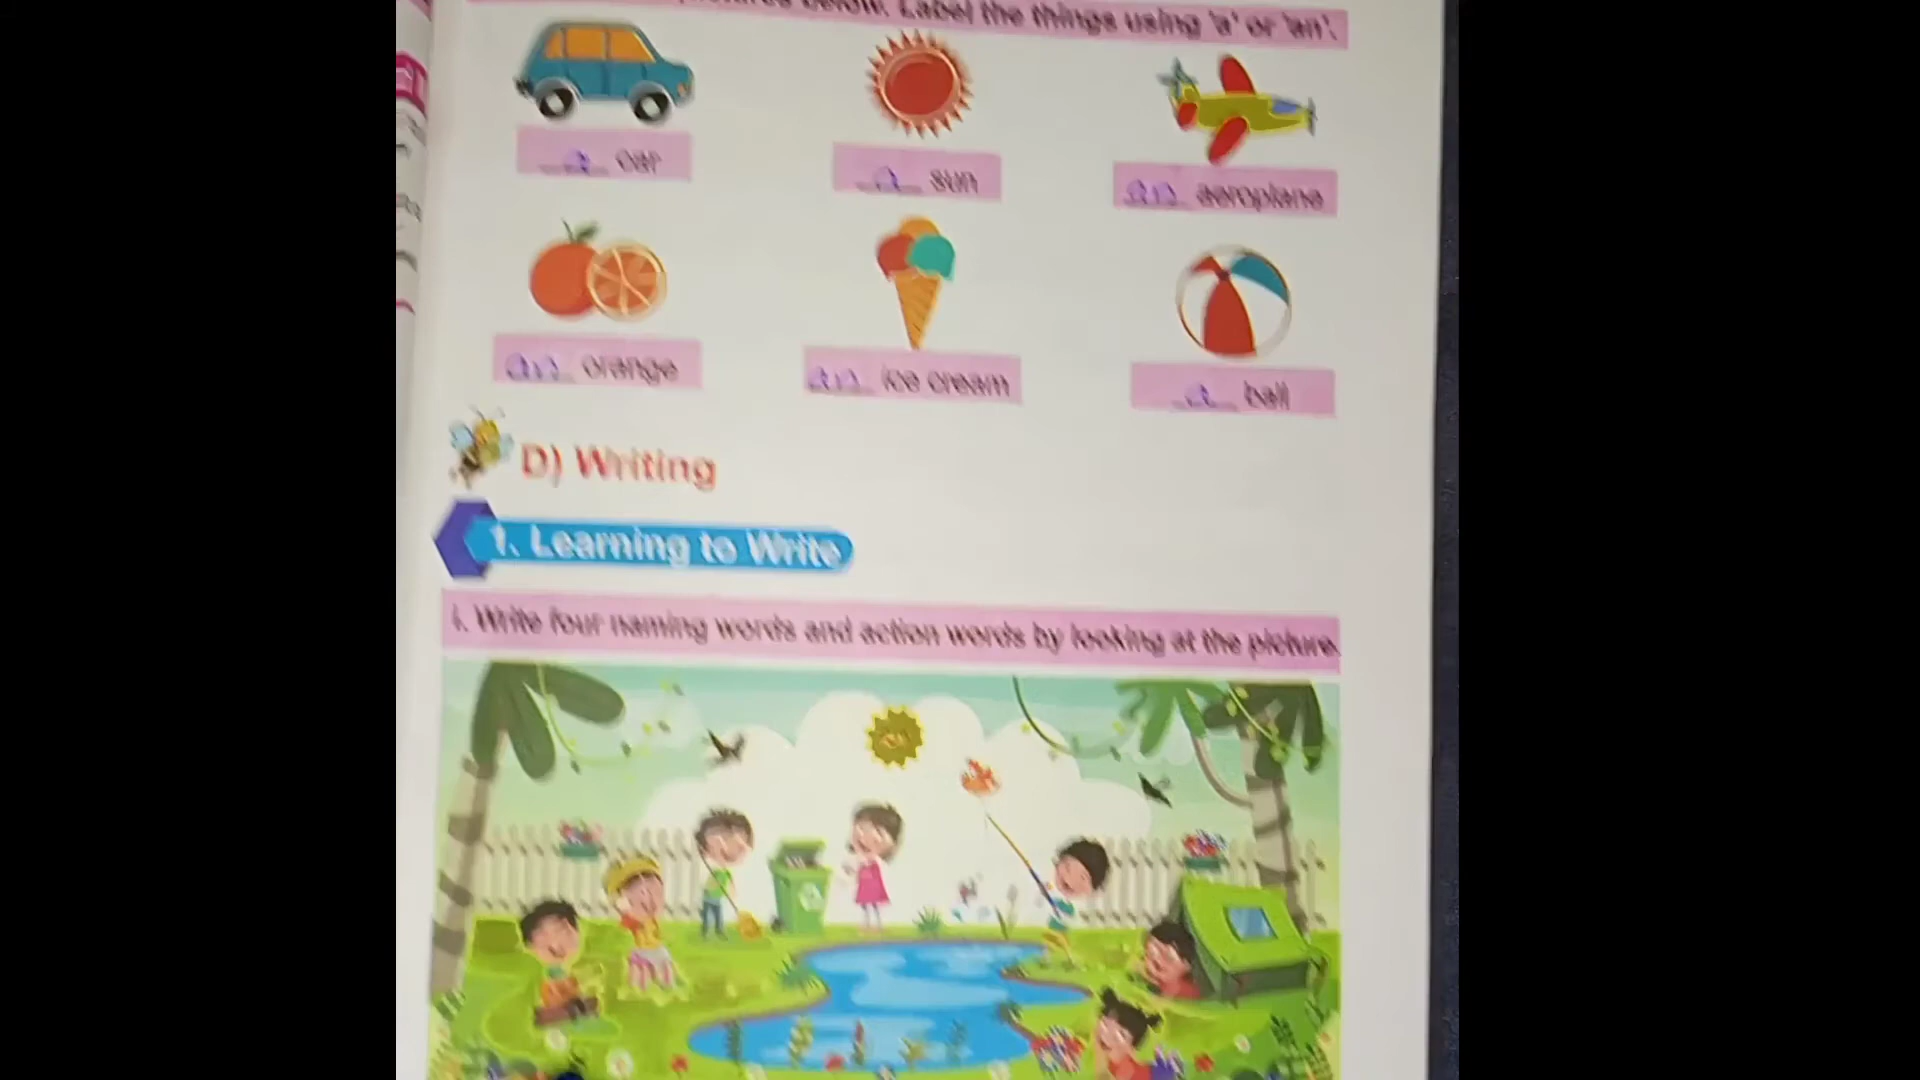 below. Label the things using 'a' or 'an'.
a car
a sun
an aeroplane
an orange
an ice cream
a ball
D) Writing
1. Learning to Write
i. Write four naming words and action words by looking at the picture.